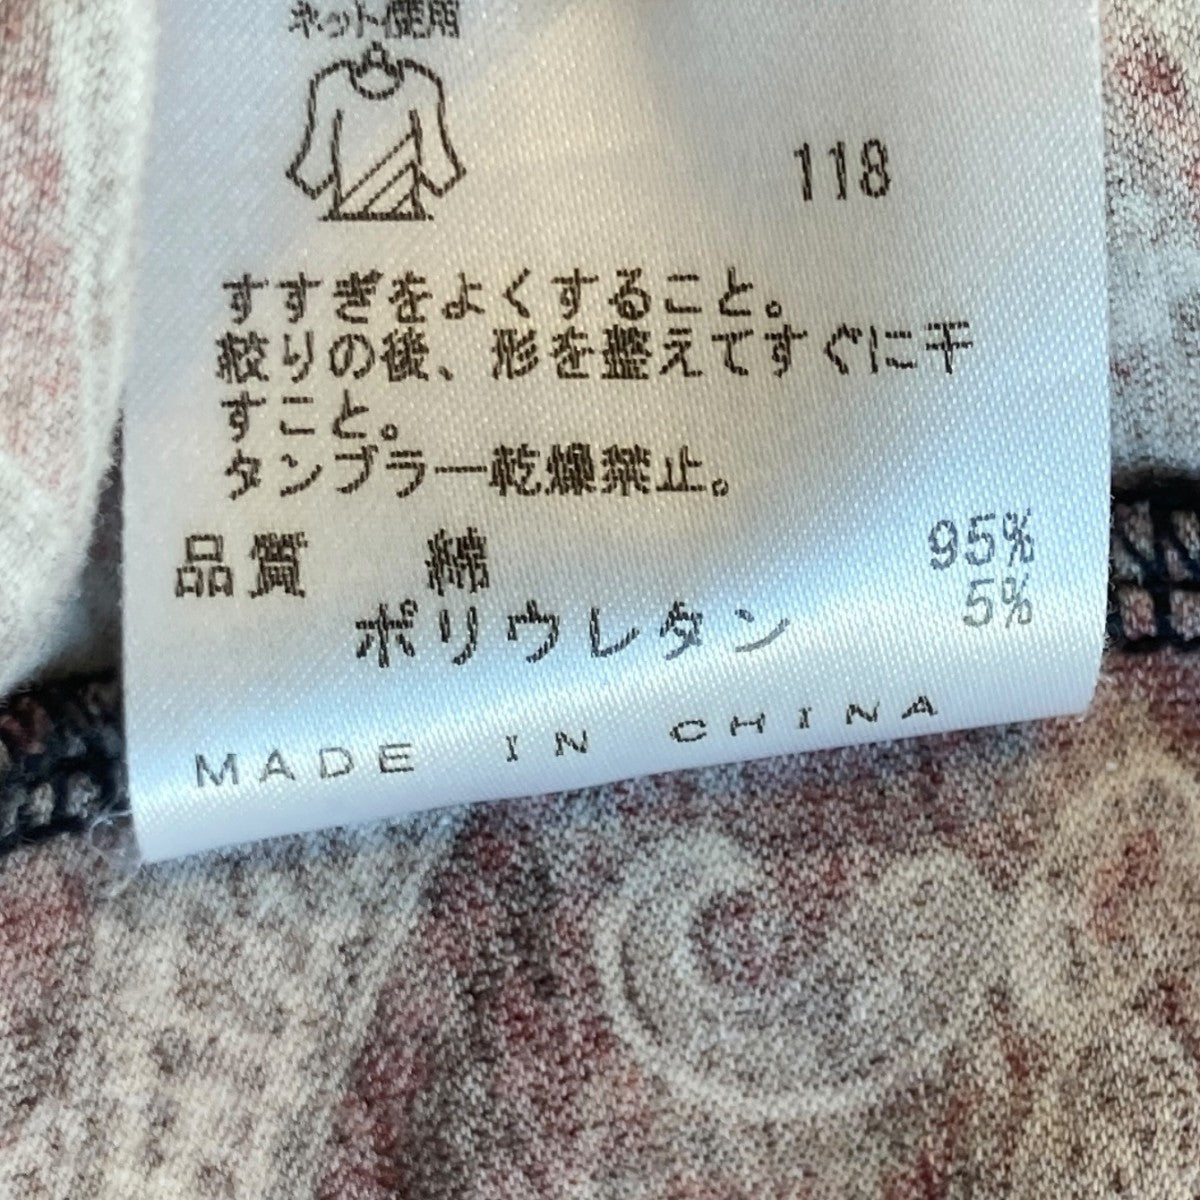 ネット使用
118
すすぎをよくすること。
絞りの後、形を整えてすぐに干
すこと。
タンブラー乾燥禁止。
品質 綿 95%
ポリウレタン 5%
MADE IN CHINA